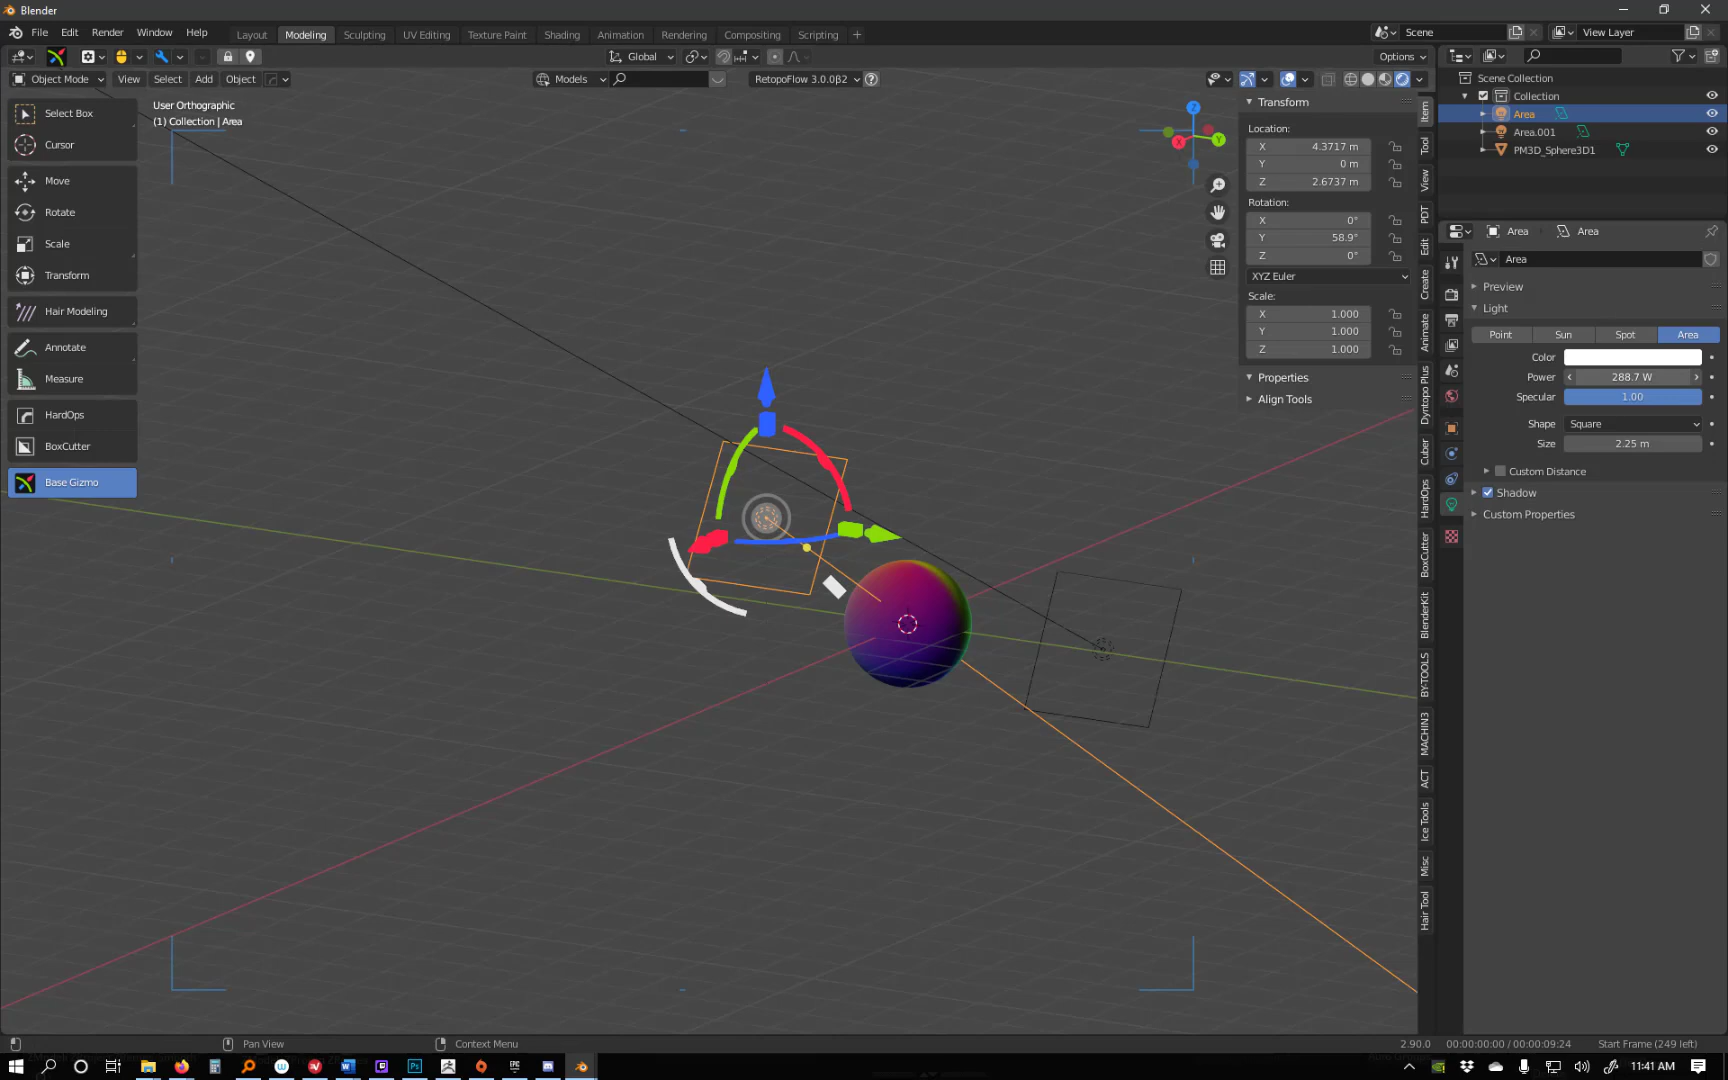 Blender
File Edit Render Window Help
Layout Modeling Sculpting UV Editing Texture Paint Shading Animation Rendering Compositing Scripting +
Scene View Layer
Global Options
Object Mode View Select Add Object Models RetopoFlow 3.0.0β2
Scene Collection
Collection
Area
Area.001
PM3D_Sphere3D1
User Orthographic
(1) Collection | Area
Select Box
Cursor
Move
Rotate
Scale
Transform
Hair Modeling
Annotate
Measure
HardOps
BoxCutter
Base Gizmo
Transform
Location:
X 4.3717 m
Y 0 m
Z 2.6737 m
Rotation:
X 0°
Y 58.9°
Z 0°
XYZ Euler
Scale:
X 1.000
Y 1.000
Z 1.000
Properties
Align Tools
Item
Tool
View
PDT
Edit
Create
Animate
Dyntopo Plus
Cuber
HardOps
BoxCutter
BlenderKit
BY-TOOLS
MACHIN3
ACT
Ice Tools
Misc
Hair Tool
Area Area
Area
Preview
Light
Point Sun Spot Area
Color
Power 288.7 W
Specular 1.00
Shape Square
Size 2.25 m
Custom Distance
Shadow
Custom Properties
Pan View Context Menu 2.90.0 00:00:00:00 / 00:00:09:24 Start Frame (249 left)
11:41 AM